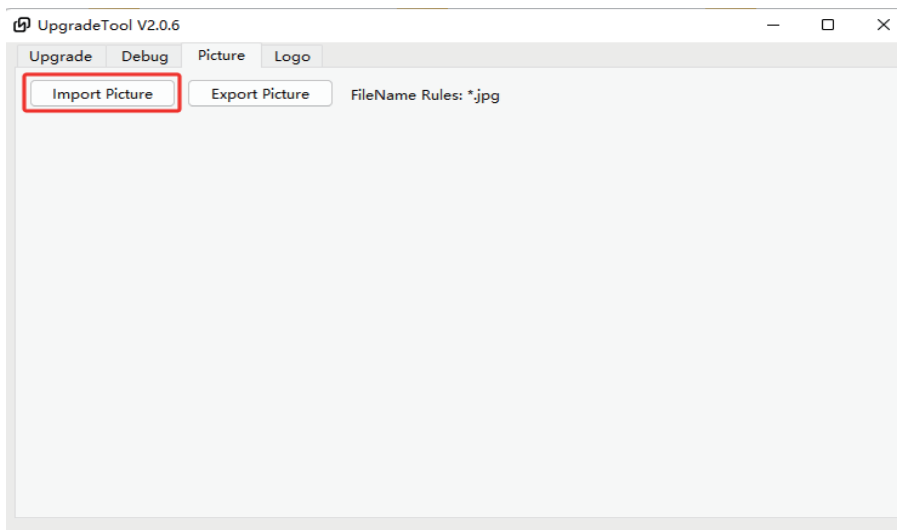 UpgradeTool V2.0.6
Upgrade Debug Picture Logo
Import Picture Export Picture FileName Rules: *.jpg